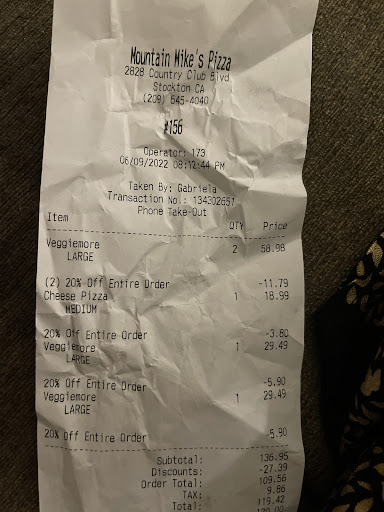 Mountain Mike's Pizza
2828 Country Club Blvd
Stockton CA
(209) 645-4040
#156
Operator: 173
06/09/2022 08:12:44 PM
Taken By: Gabriela
Transaction No.: 134302651
Phone Take-Out
Item QTY Price
Veggiemore 2 58.98
LARGE
(2) 20% Off Entire Order -11.79
Cheese Pizza 1 18.99
MEDIUM
20% Off Entire Order -3.80
Veggiemore 1 29.49
LARGE
20% Off Entire Order -5.90
Veggiemore 1 29.49
LARGE
20% Off Entire Order -5.90
Subtotal: 136.95
Discounts: -27.39
Order Total: 109.56
TAX: 9.86
Total: 119.42